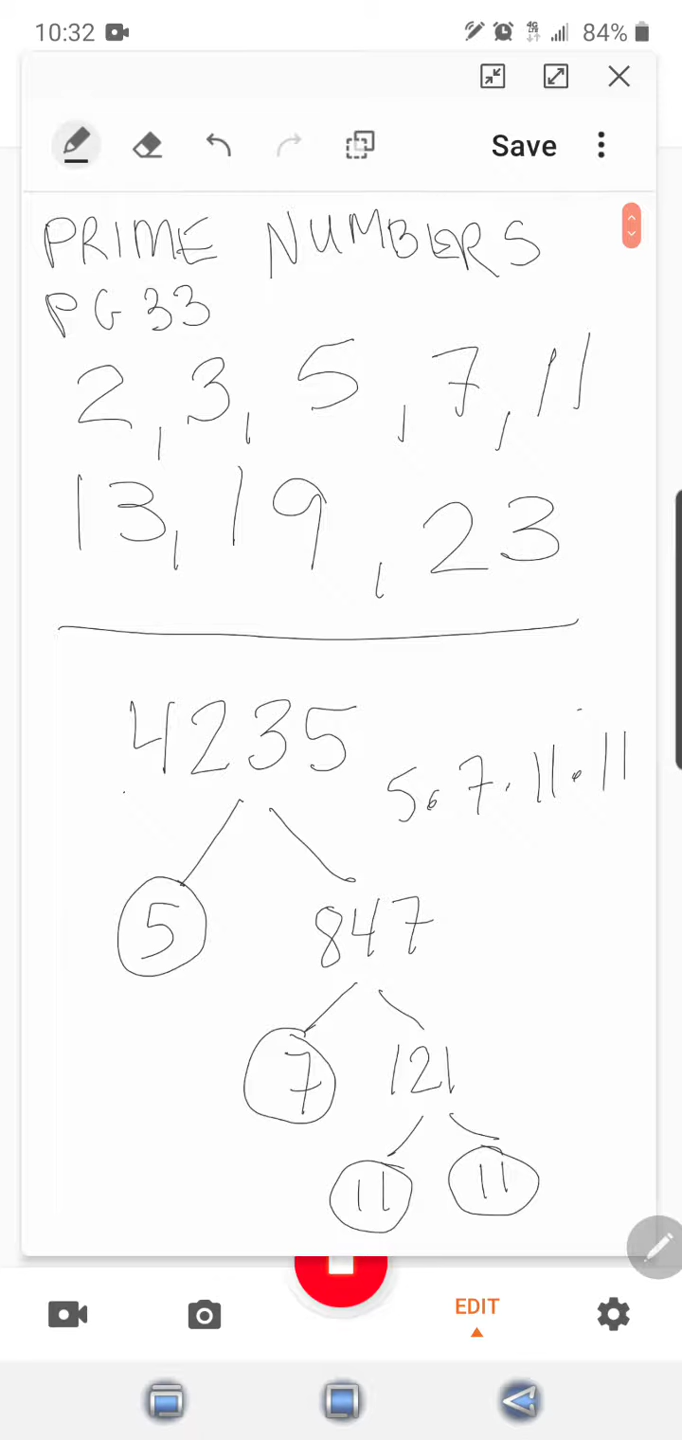 10:32 84%
Save
PRIME NUMBERS
PG 33
2, 3, 5, 7, 11
13, 19, 23
4235
5.7.11.11
5 847
7 121
11 11
EDIT